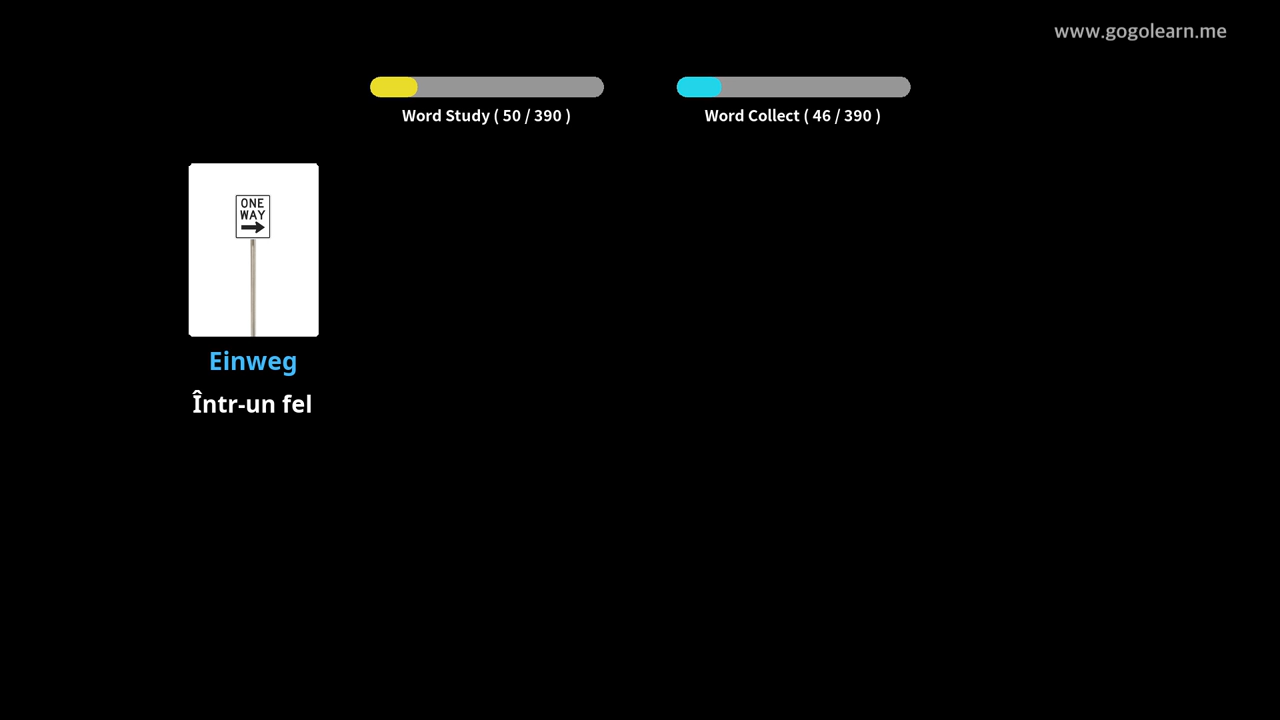 www.gogolearn.me
Word Study ( 50 / 390 )
Word Collect ( 46 / 390 )
ONE
WAY
Einweg
Într-un fel